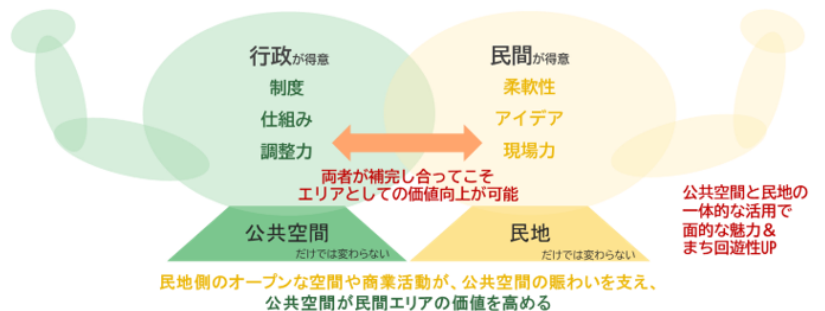 行政が得意
制度
仕組み
調整力
民間が得意
柔軟性
アイデア
現場力
両者が補完し合ってこそ
エリアとしての価値向上が可能
公共空間
だけでは変わらない
民地
だけでは変わらない
公共空間と民地の
一体的な活用で
面的な魅力＆
まち回遊性UP
民地側のオープンな空間や商業活動が、公共空間の賑わいを支え、
公共空間が民間エリアの価値を高める